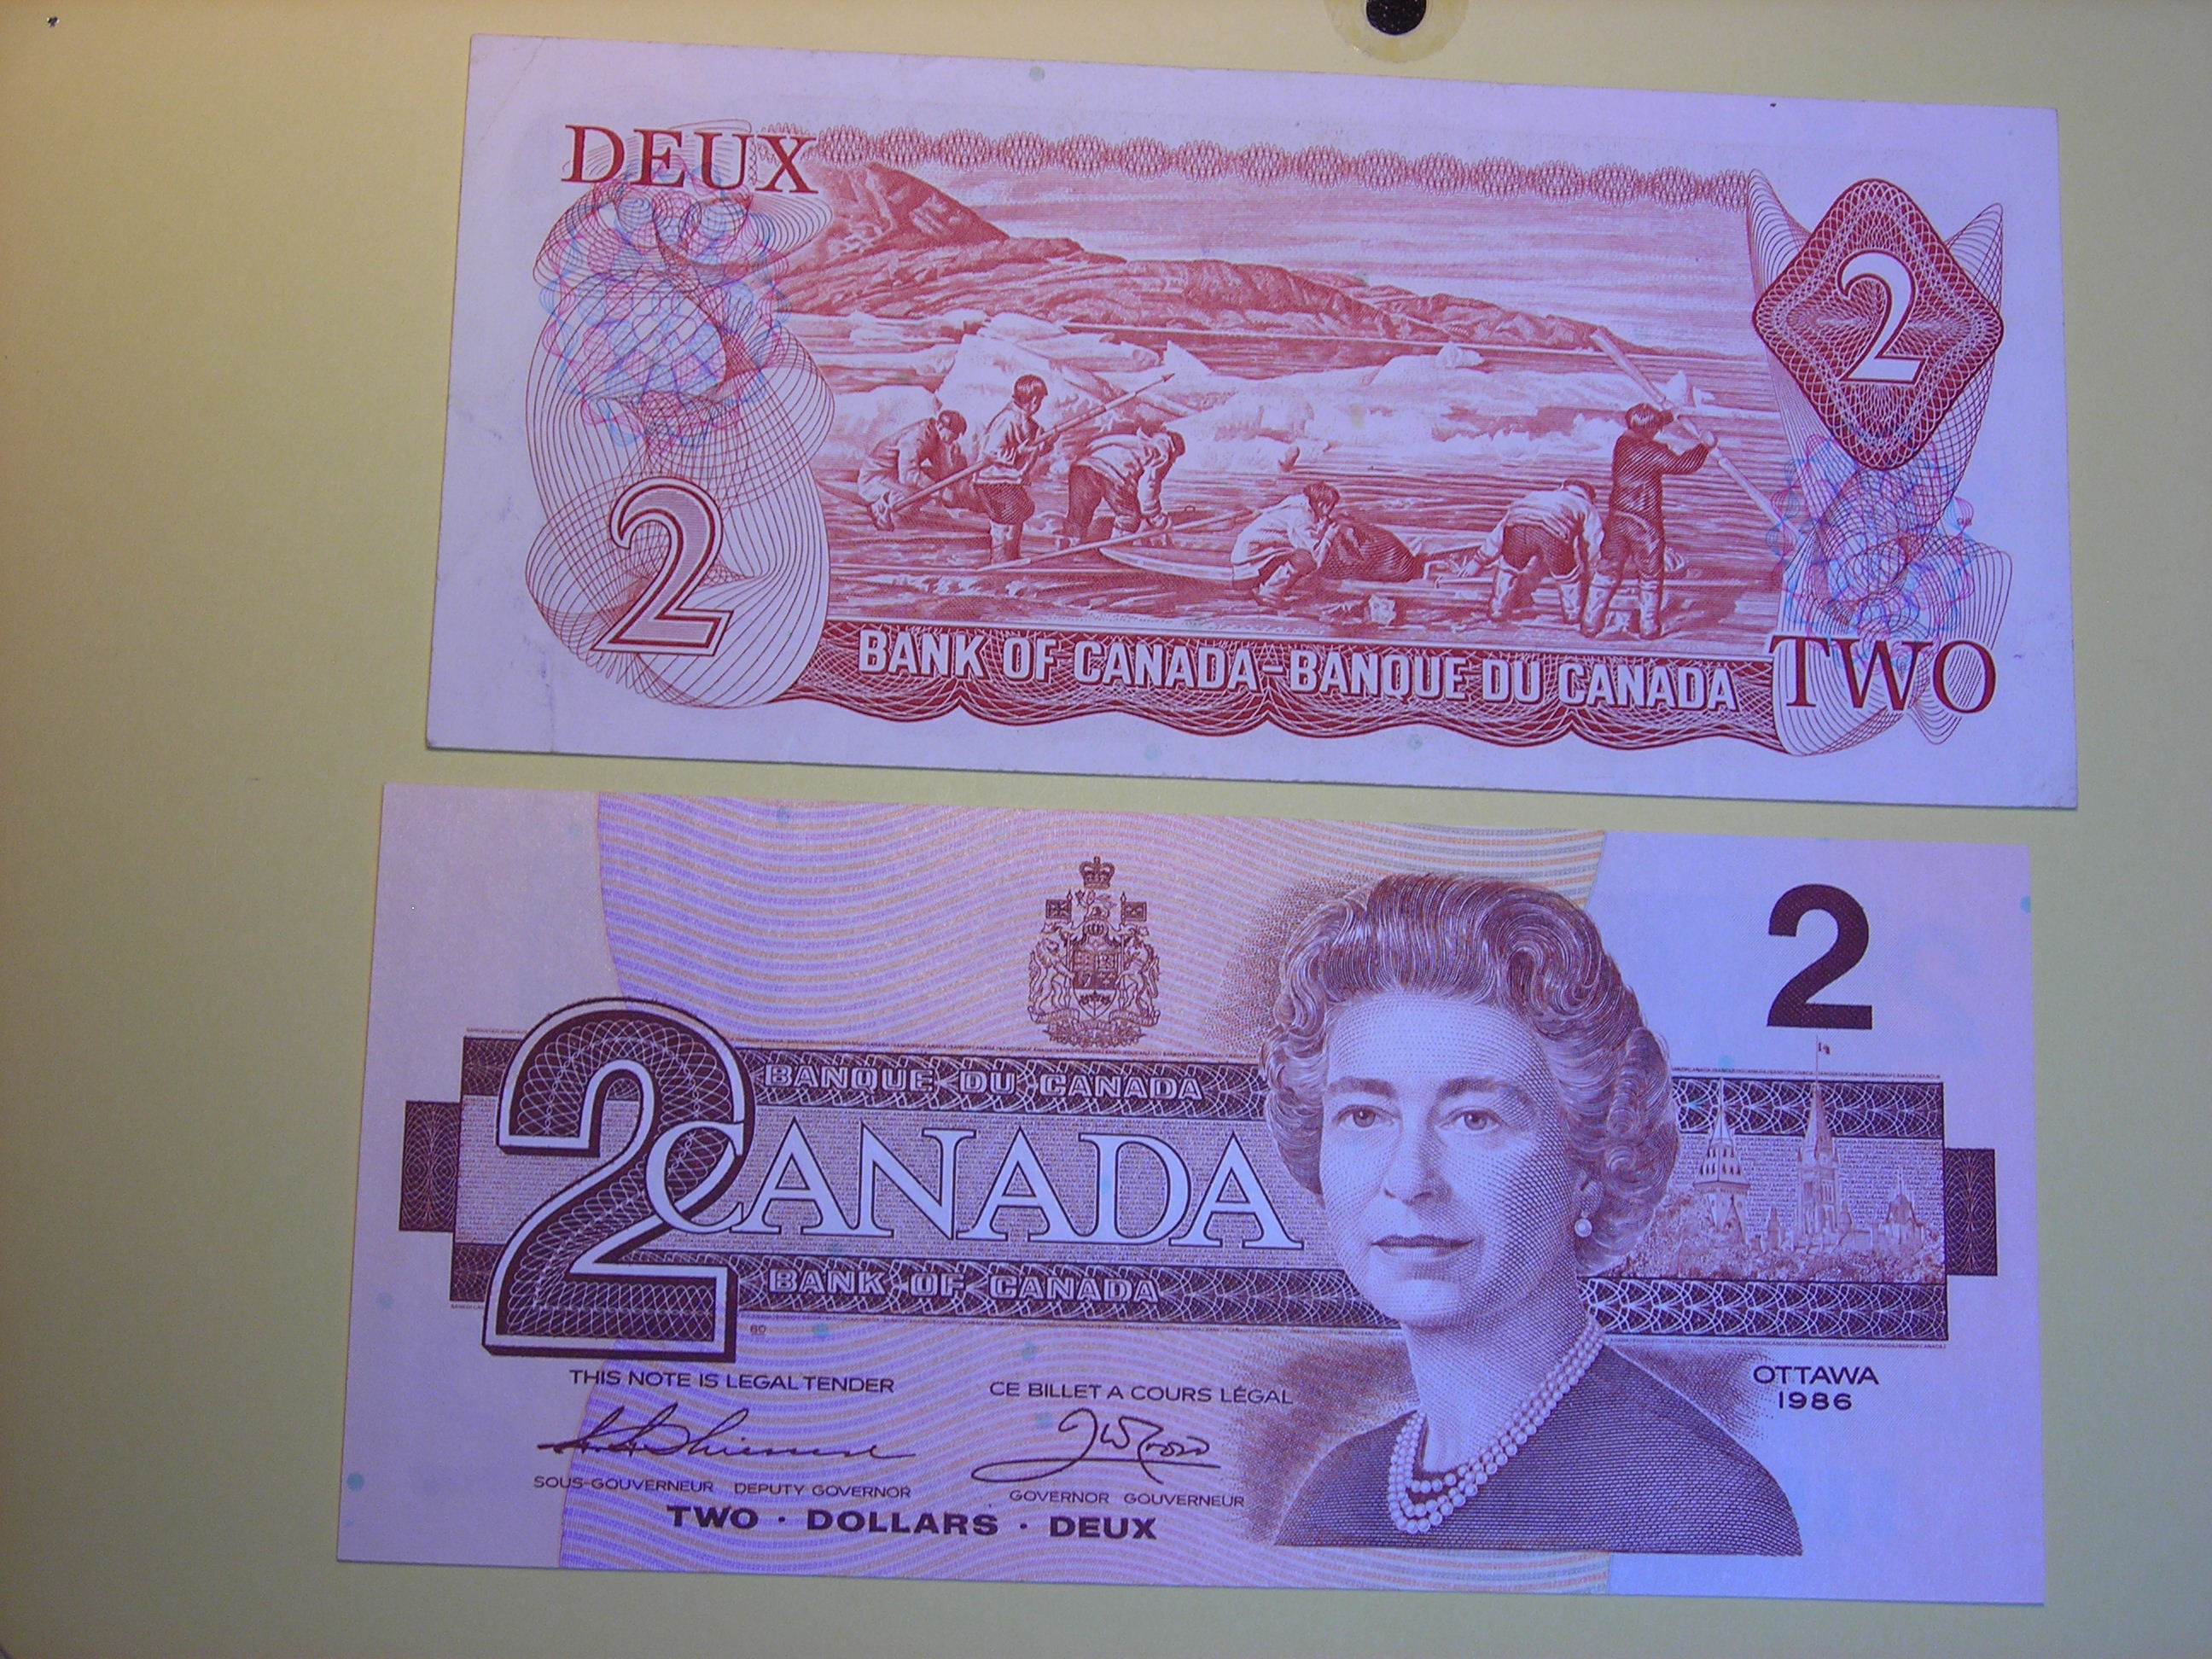 DEUX
2
2
BANK OF CANADA-BANQUE DU CANADA
TWO
2
2
BANQUE DU CANADA
CANADA
BANK OF CANADA
THIS NOTE IS LEGAL TENDER
CE BILLET A COURS LÉGAL
OTTAWA
1986
SOUS-GOUVERNEUR DEPUTY GOVERNOR
GOVERNOR GOUVERNEUR
TWO · DOLLARS · DEUX